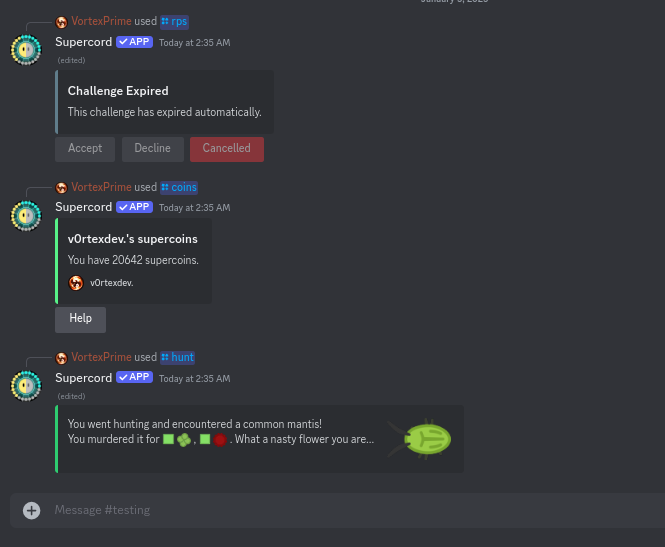 VortexPrime used rps
Supercord APP Today at 2:35 AM
(edited)
Challenge Expired
This challenge has expired automatically.
Accept Decline Cancelled
VortexPrime used coins
Supercord APP Today at 2:35 AM
v0rtexdev.'s supercoins
You have 20642 supercoins.
v0rtexdev.
Help
VortexPrime used hunt
Supercord APP Today at 2:35 AM
(edited)
You went hunting and encountered a common mantis!
You murdered it for , . What a nasty flower you are...
Message #testing